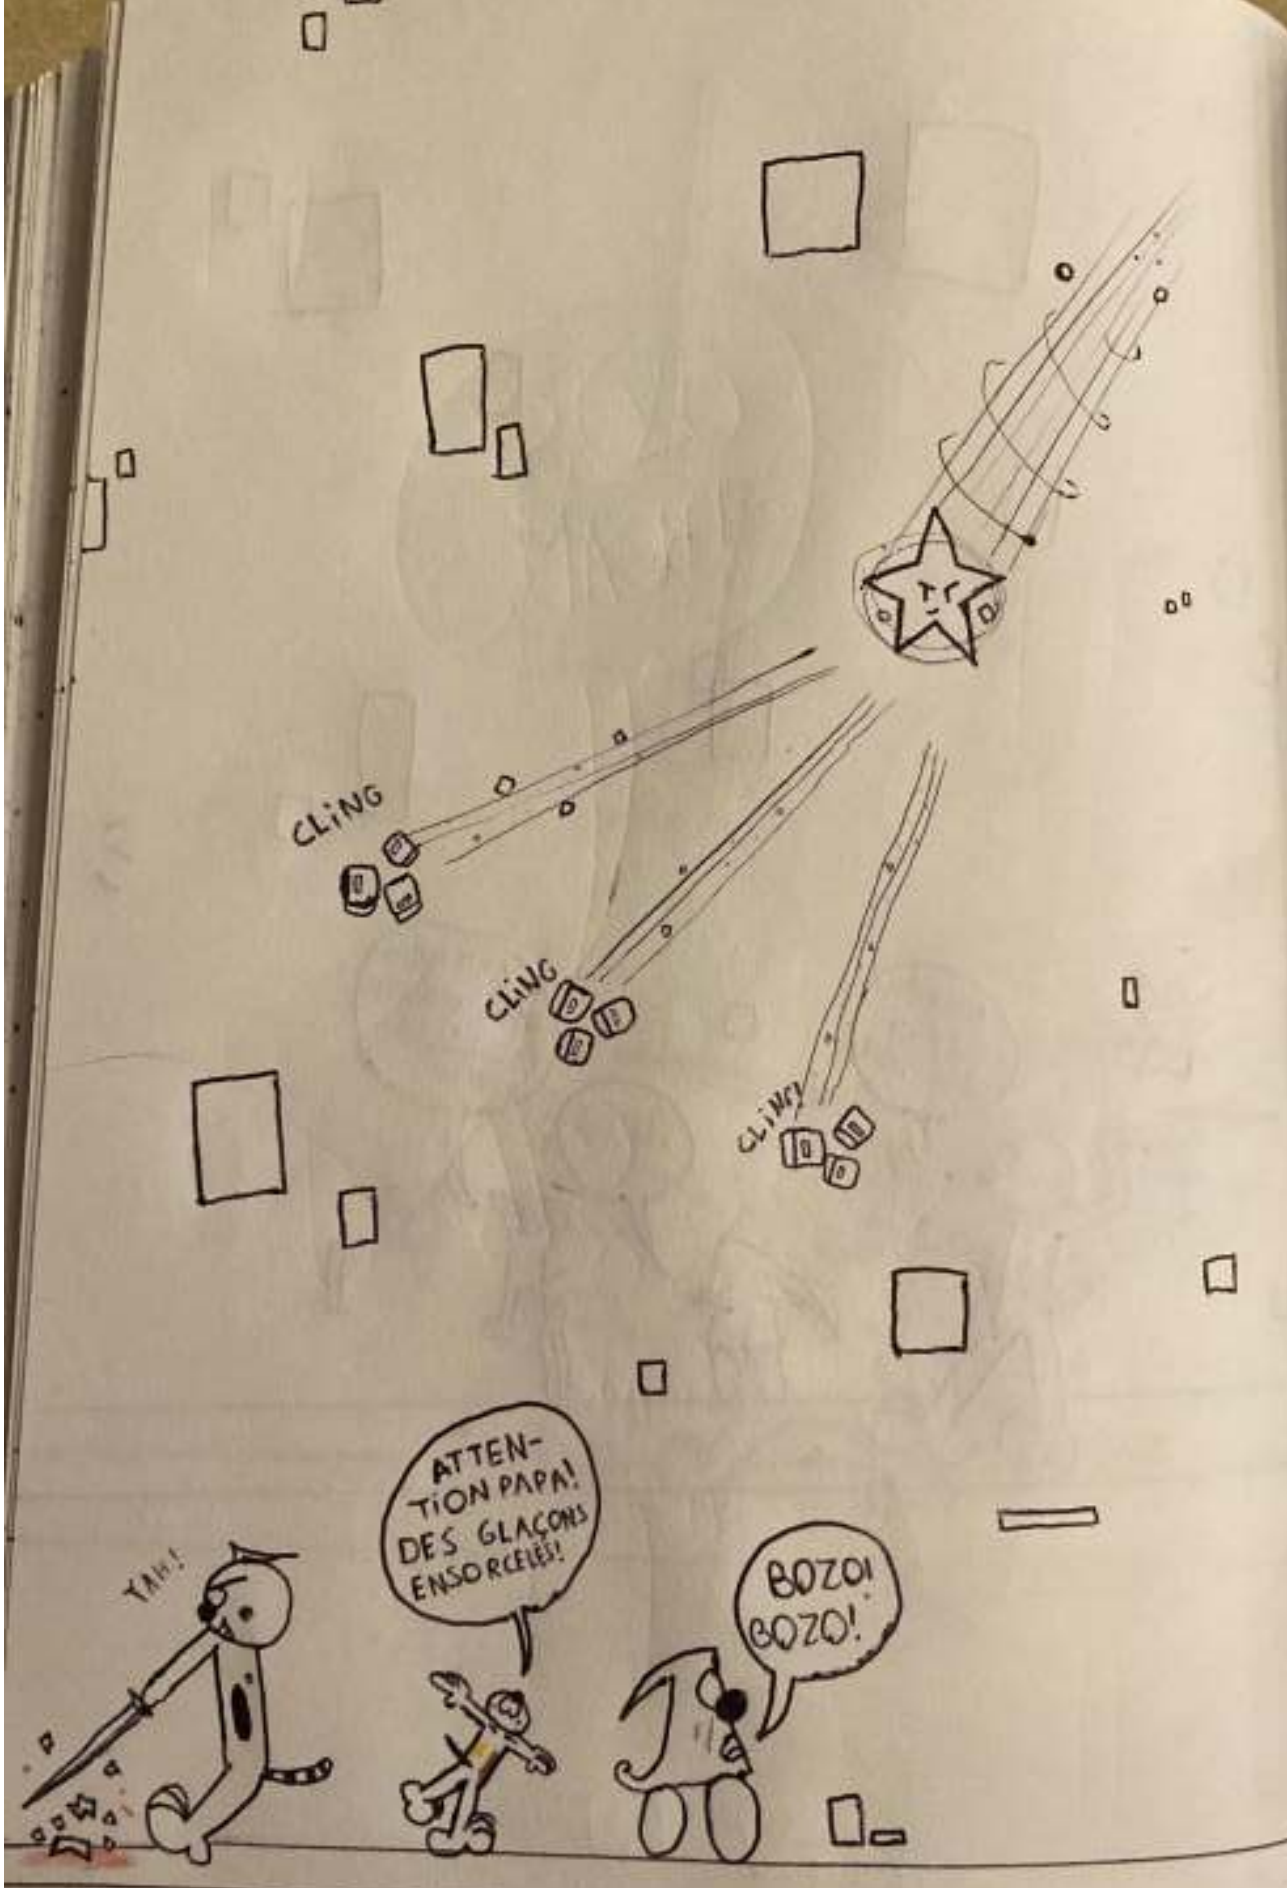 CLiNG
CLiNG
CLiNG!
ATTEN-
TiON PAPA!
DES GLAÇONS
ENSORCELÉS!
YAH!
BOZO!
BOZO!